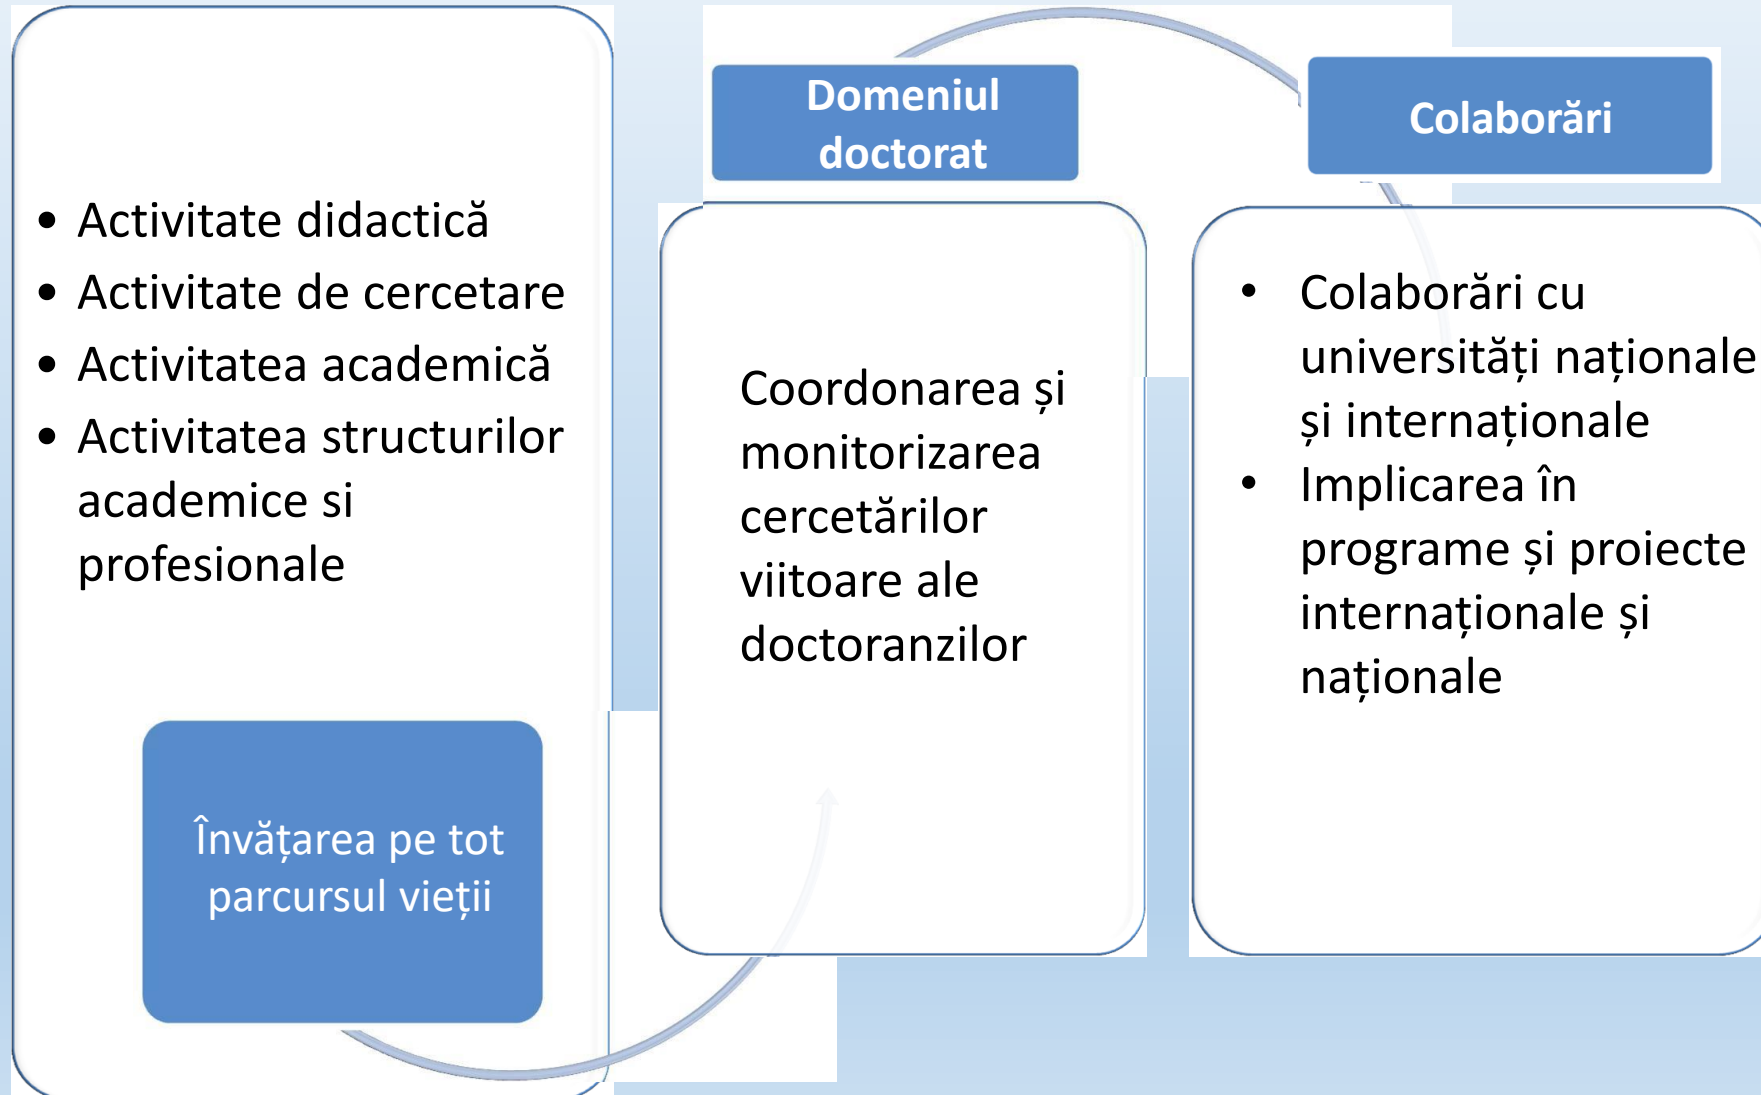 • Activitate didactică
• Activitate de cercetare
• Activitatea academică
• Activitatea structurilor
academice si
profesionale
Învățarea pe tot
parcursul vieții
Domeniul
doctorat
Coordonarea și
monitorizarea
cercetărilor
viitoare ale
doctoranzilor
Colaborări
• Colaborări cu
universități naționale
și internaționale
• Implicarea în
programe și proiecte
internaționale și
naționale